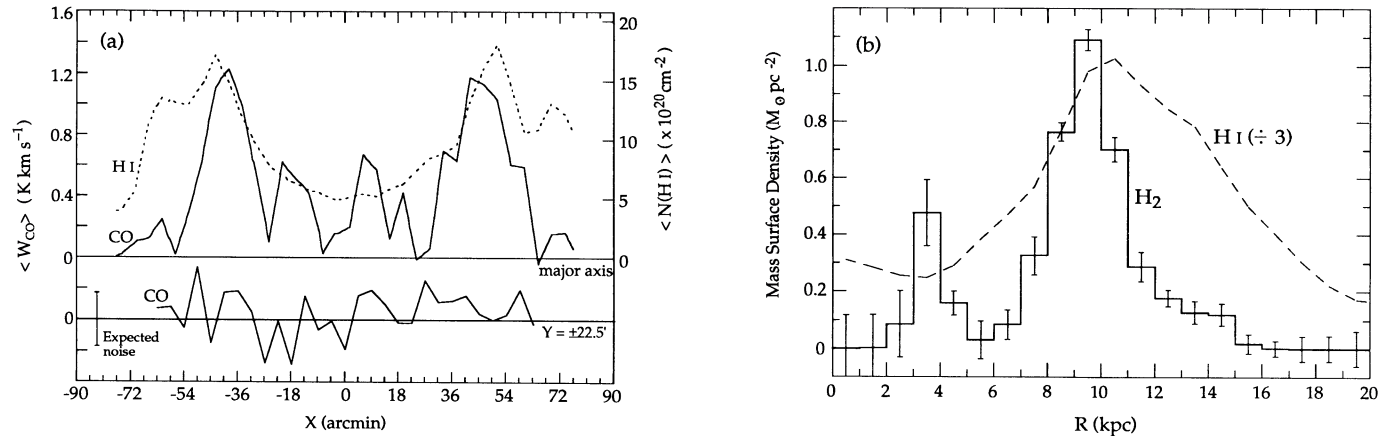 (a)
1.6
1.2
0.8
0.4
0
0
< W_CO > ( K km s⁻¹ )
20
15
10
5
0
< N(H I) > ( x 10²⁰ cm⁻² )
H I
CO
major axis
CO
Expected
noise
Y = ±22.5'
-90 -72 -54 -36 -18 0 18 36 54 72 90
X (arcmin)
(b)
1.0
0.8
0.6
0.4
0.2
0
Mass Surface Density (M_⊙ pc⁻²)
H I (÷ 3)
H₂
0 2 4 6 8 10 12 14 16 18 20
R (kpc)